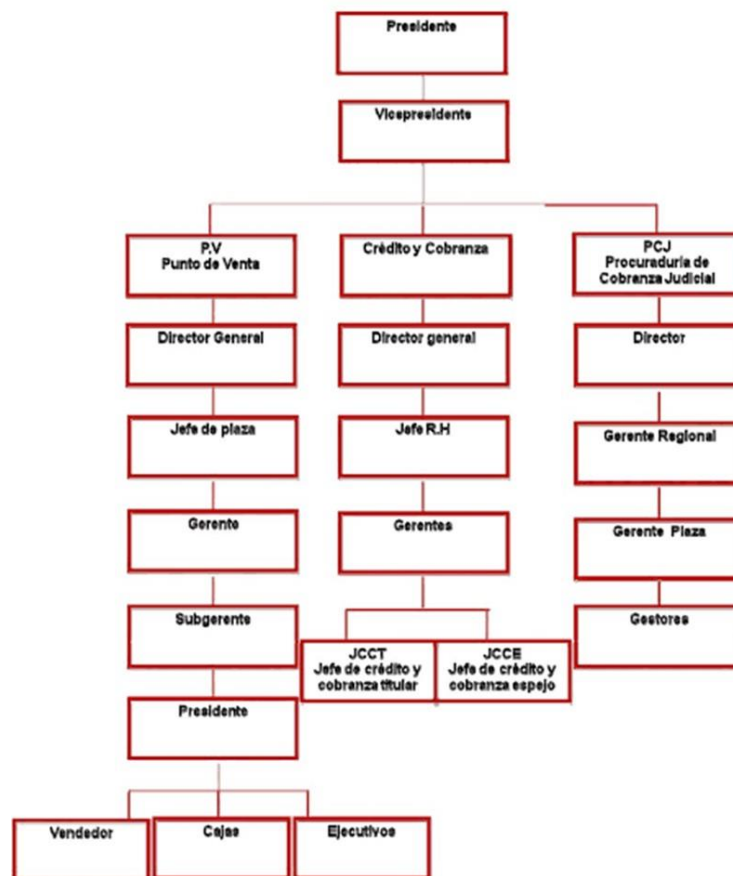 Presidente
Vicepresidente
P.V
Punto de Venta
Crédito y Cobranza
PCJ
Procuraduria de
Cobranza Judicial
Director General
Director general
Director
Jefe de plaza
Jefe R.H
Gerente Regional
Gerente
Gerentes
Gerente Plaza
Subgerente
JCCT
Jefe de crédito y
cobranza titular
JCCE
Jefe de crédito y
cobranza espejo
Gestores
Presidente
Vendedor
Cajas
Ejecutivos